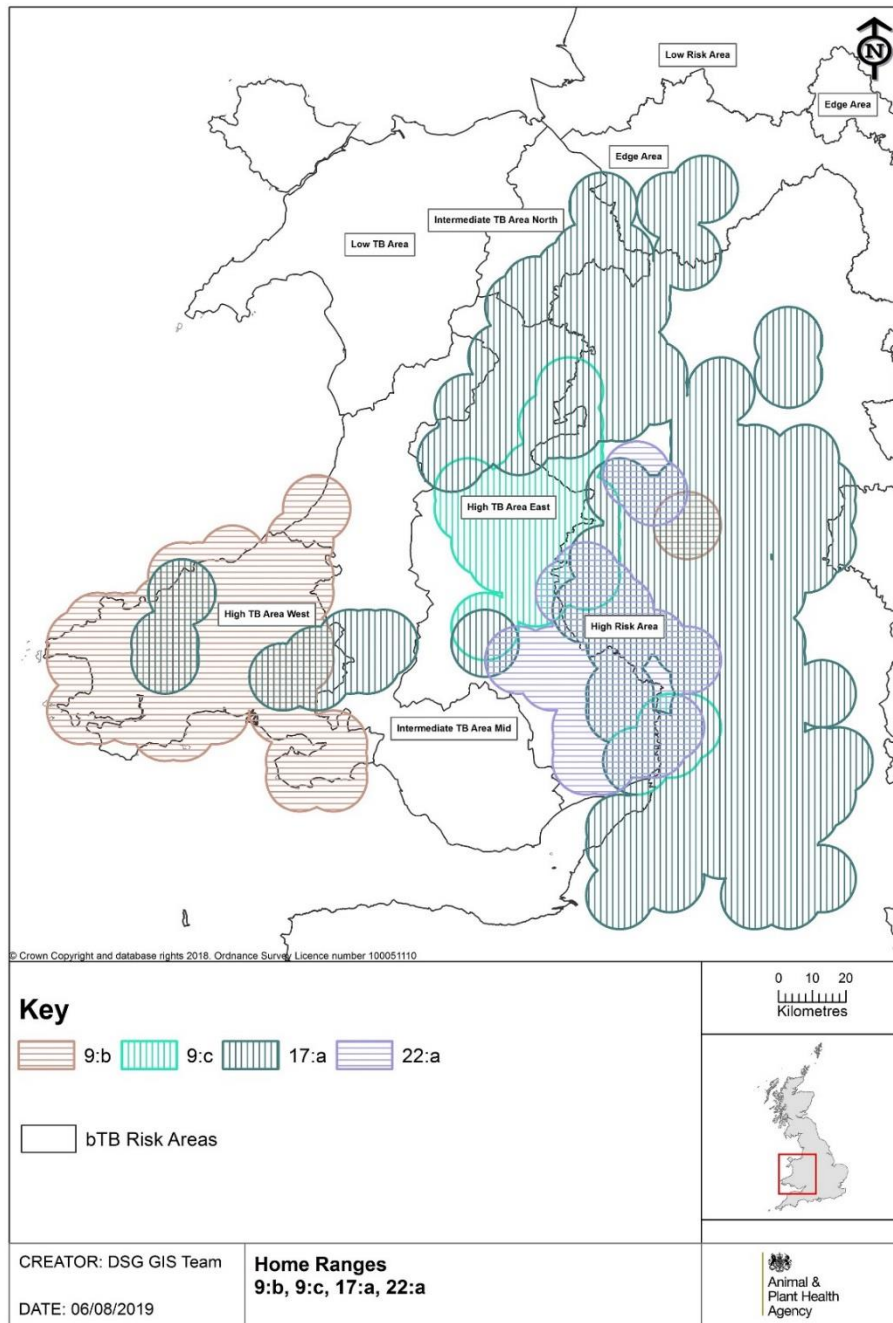 N
Low Risk Area
Edge Area
Edge Area
Intermediate TB Area North
Low TB Area
High TB Area East
High TB Area West
High Risk Area
Intermediate TB Area Mid
© Crown Copyright and database rights 2018. Ordnance Survey Licence number 100051110
0 10 20
Kilometres
Key
9:b 9:c 17:a 22:a
bTB Risk Areas
CREATOR: DSG GIS Team
DATE: 06/08/2019
Home Ranges
9:b, 9:c, 17:a, 22:a
Animal &
Plant Health
Agency